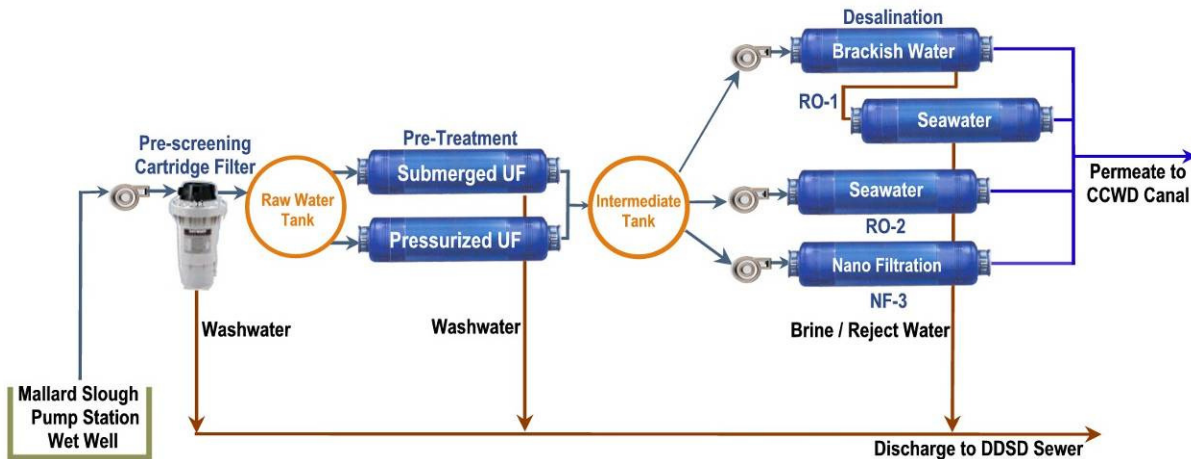 Desalination
Brackish Water
RO-1
Seawater
Pre-screening
Cartridge Filter
Pre-Treatment
Submerged UF
Raw Water
Tank
Pressurized UF
Intermediate
Tank
Seawater
RO-2
Nano Filtration
NF-3
Permeate to
CCWD Canal
Washwater
Washwater
Brine / Reject Water
Mallard Slough
Pump Station
Wet Well
Discharge to DDSD Sewer